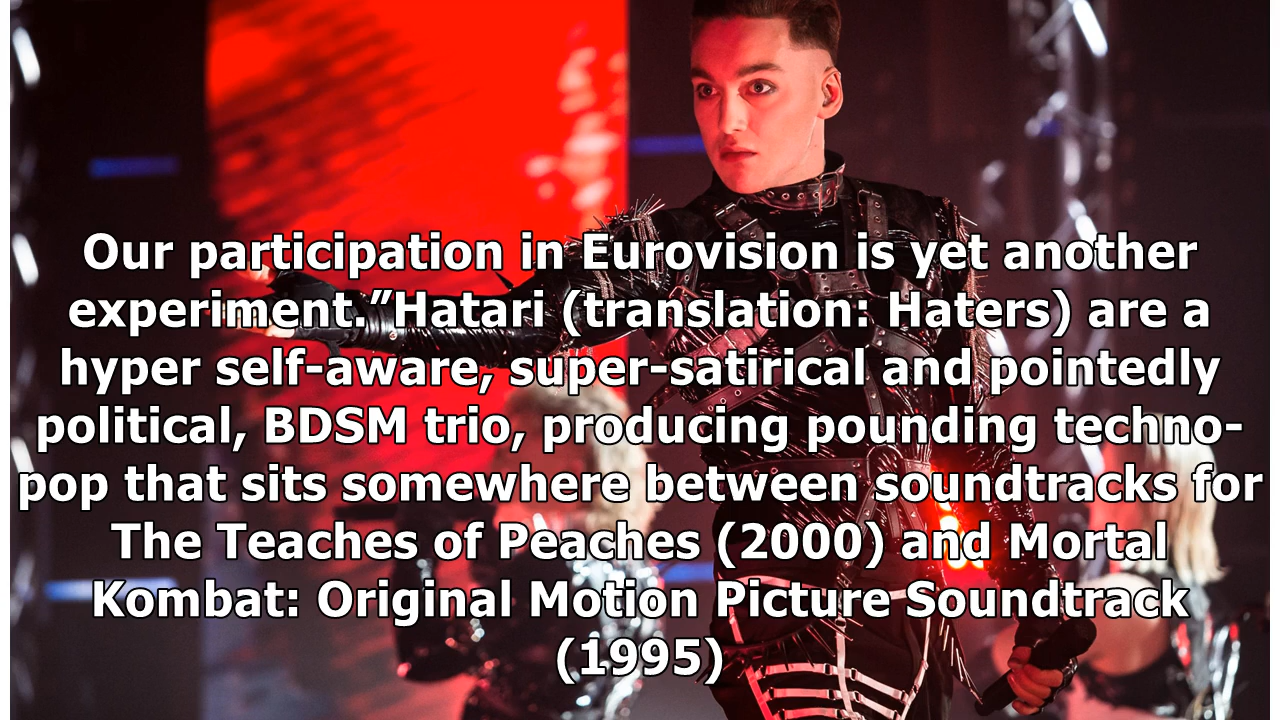 Our participation in Eurovision is yet another
experiment.”Hatari (translation: Haters) are a
hyper self-aware, super-satirical and pointedly
political, BDSM trio, producing pounding techno-
pop that sits somewhere between soundtracks for
The Teaches of Peaches (2000) and Mortal
Kombat: Original Motion Picture Soundtrack
(1995)